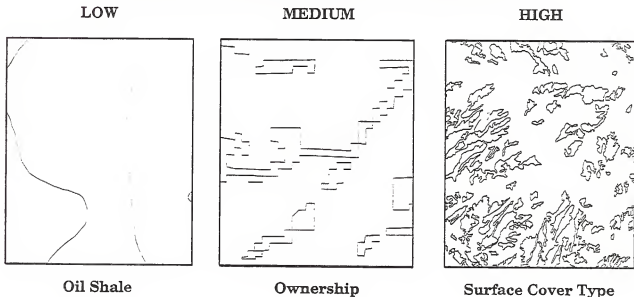 LOW
MEDIUM
HIGH
Oil Shale
Ownership
Surface Cover Type